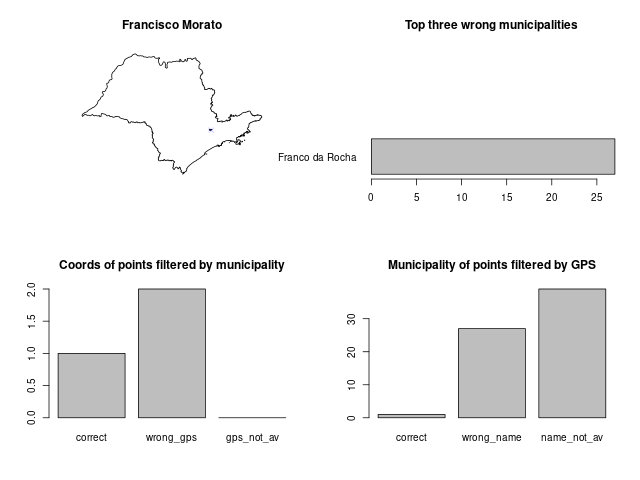 Francisco Morato
Top three wrong municipalities
Franco da Rocha
0 5 10 15 20 25
Coords of points filtered by municipality
2.0
1.5
1.0
0.5
0.0
correct wrong_gps gps_not_av
Municipality of points filtered by GPS
30
20
10
0
correct wrong_name name_not_av